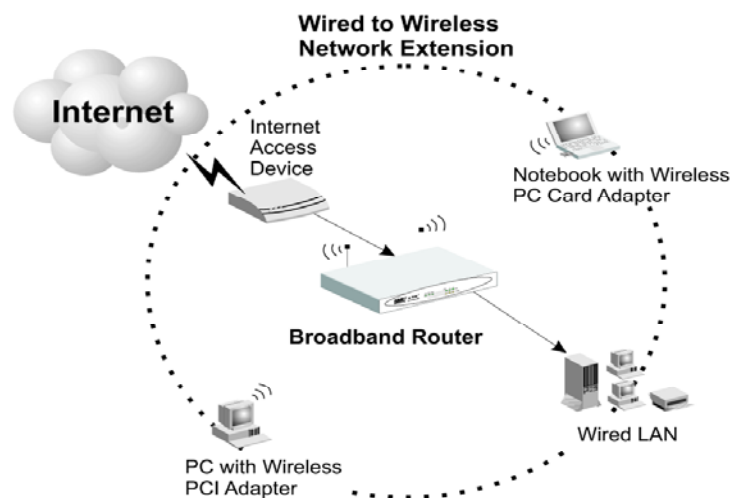 Wired to Wireless
Network Extension
Internet
Internet
Access
Device
Notebook with Wireless
PC Card Adapter
Broadband Router
Wired LAN
PC with Wireless
PCI Adapter